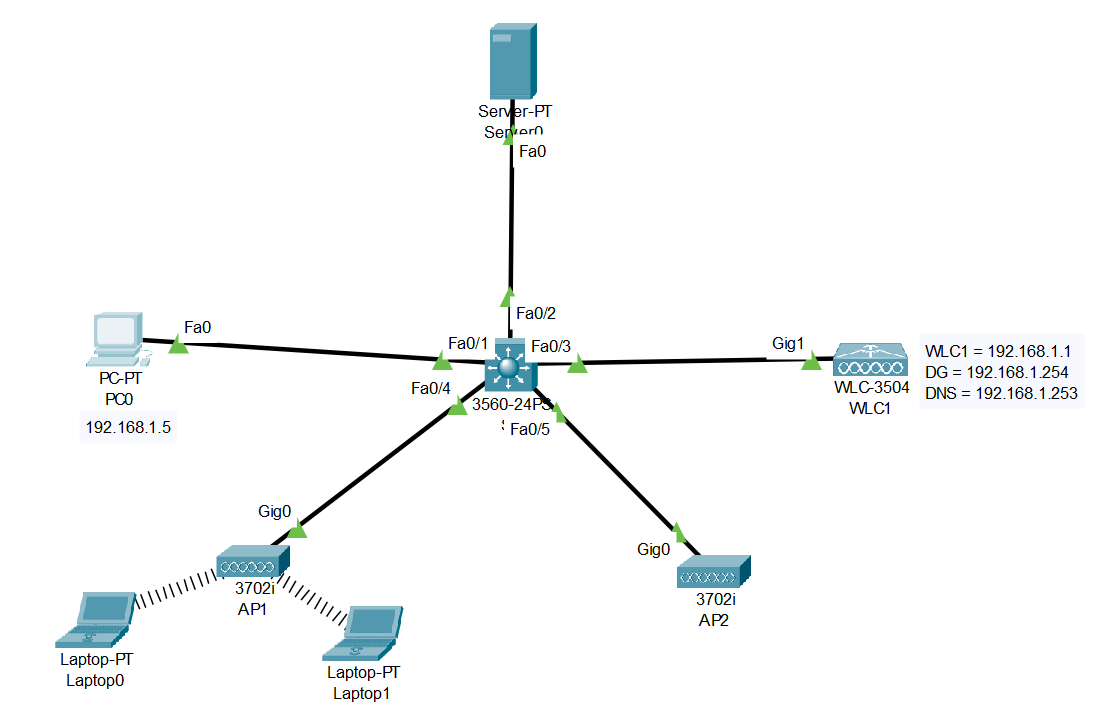 Server-PT
Server0
Fa0
Fa0/2
Fa0
Fa0/1
Fa0/3
Gig1
WLC1 = 192.168.1.1
DG = 192.168.1.254
DNS = 192.168.1.253
PC-PT
PC0
192.168.1.5
Fa0/4
3560-24PS
Fa0/5
WLC-3504
WLC1
Gig0
Gig0
3702i
AP1
3702i
AP2
Laptop-PT
Laptop0
Laptop-PT
Laptop1